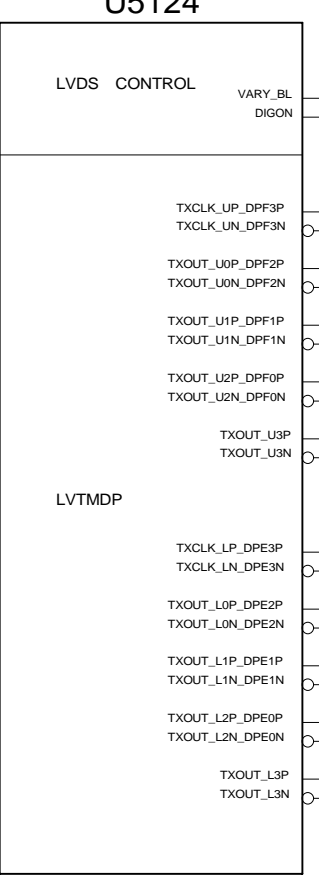 U5124
LVDS CONTROL
VARY_BL
DIGON
TXCLK_UP_DPF3P
TXCLK_UN_DPF3N
TXOUT_U0P_DPF2P
TXOUT_U0N_DPF2N
TXOUT_U1P_DPF1P
TXOUT_U1N_DPF1N
TXOUT_U2P_DPF0P
TXOUT_U2N_DPF0N
TXOUT_U3P
TXOUT_U3N
LVTMDP
TXCLK_LP_DPE3P
TXCLK_LN_DPE3N
TXOUT_L0P_DPE2P
TXOUT_L0N_DPE2N
TXOUT_L1P_DPE1P
TXOUT_L1N_DPE1N
TXOUT_L2P_DPE0P
TXOUT_L2N_DPE0N
TXOUT_L3P
TXOUT_L3N